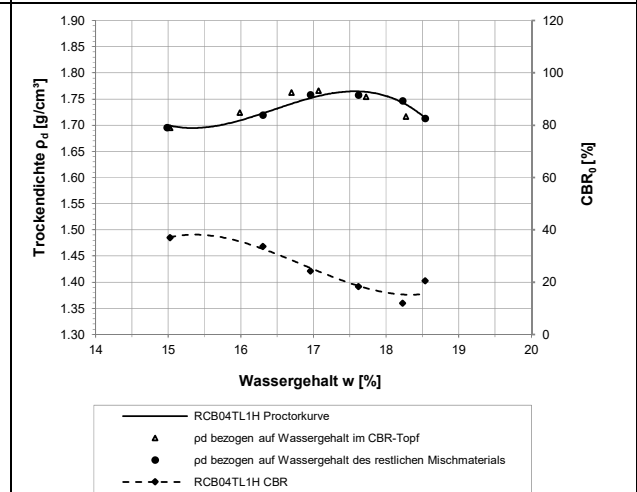 1.90
1.85
1.80
1.75
1.70
1.65
1.60
1.55
1.50
1.45
1.40
1.35
1.30
Trockendichte ρd [g/cm³]
120
100
80
60
40
20
0
CBR0 [%]
14 15 16 17 18 19 20
Wassergehalt w [%]
RCB04TL1H Proctorkurve
ρd bezogen auf Wassergehalt im CBR-Topf
ρd bezogen auf Wassergehalt des restlichen Mischmaterials
RCB04TL1H CBR